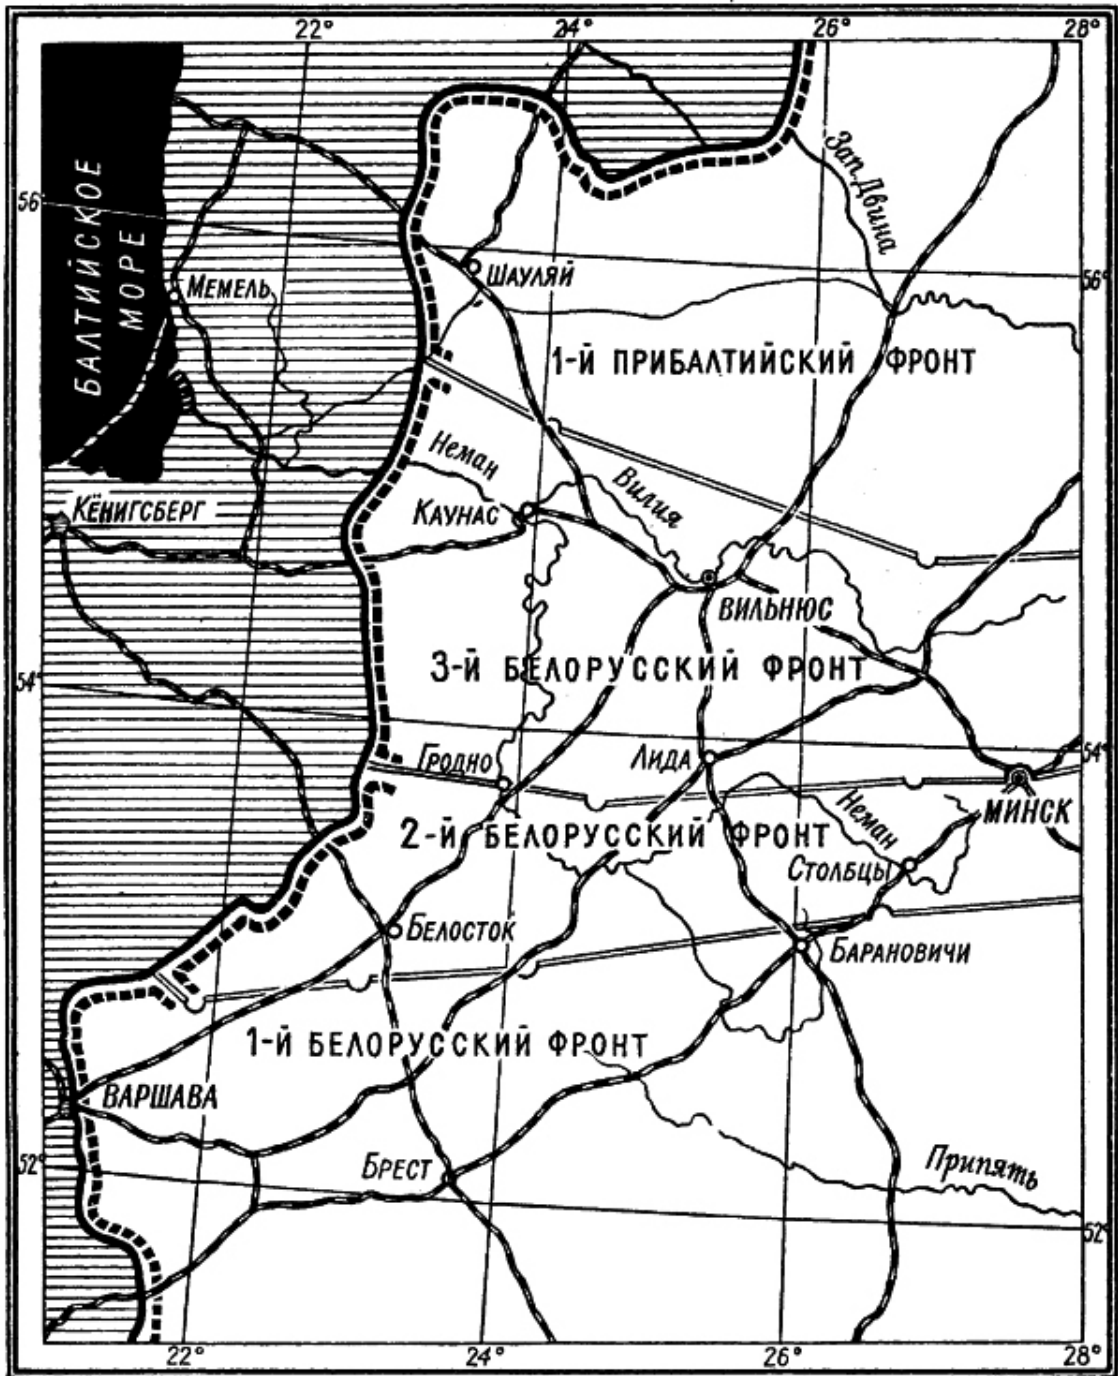 22°
24°
26°
28°
Зап. Двина
56°
БАЛТИЙСКОЕ
МОРЕ
56°
ШАУЛЯЙ
МЕМЕЛЬ
1-Й ПРИБАЛТИЙСКИЙ ФРОНТ
Неман
Вилия
КЁНИГСБЕРГ
КАУНАС
ВИЛЬНЮС
3-Й БЕЛОРУССКИЙ ФРОНТ
54°
54°
ГРОДНО
ЛИДА
МИНСК
2-Й БЕЛОРУССКИЙ ФРОНТ
Неман
СТОЛБЦЫ
БЕЛОСТОК
БАРАНОВИЧИ
1-Й БЕЛОРУССКИЙ ФРОНТ
ВАРШАВА
52°
БРЕСТ
Припять
52°
22°
24°
26°
28°